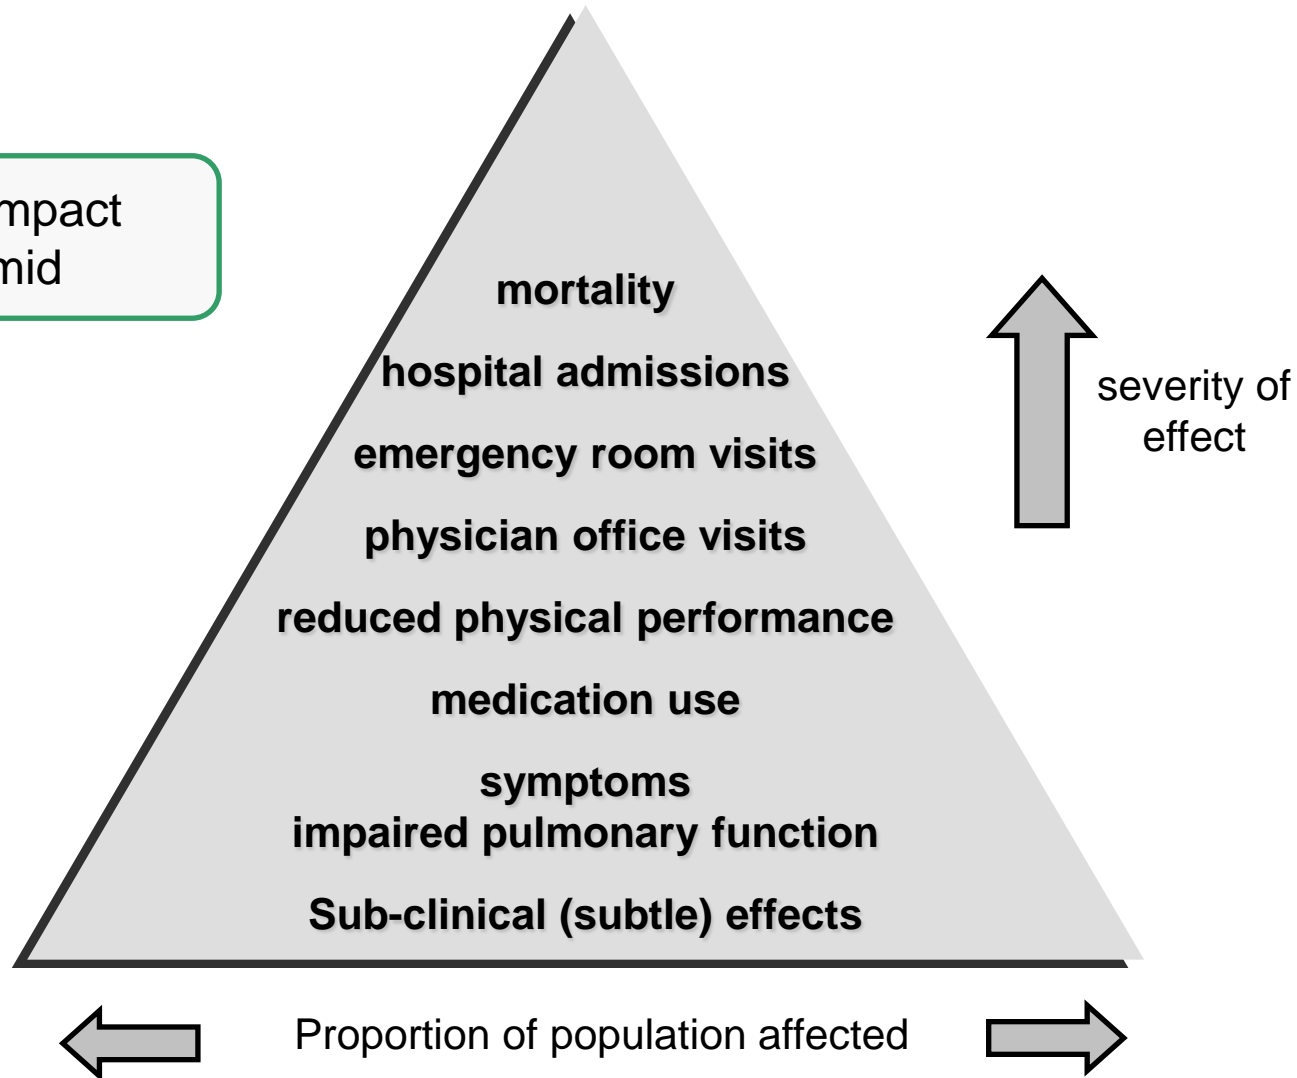 mpact
mid
mortality
hospital admissions
emergency room visits
physician office visits
reduced physical performance
medication use
symptoms
impaired pulmonary function
Sub-clinical (subtle) effects
severity of
effect
Proportion of population affected